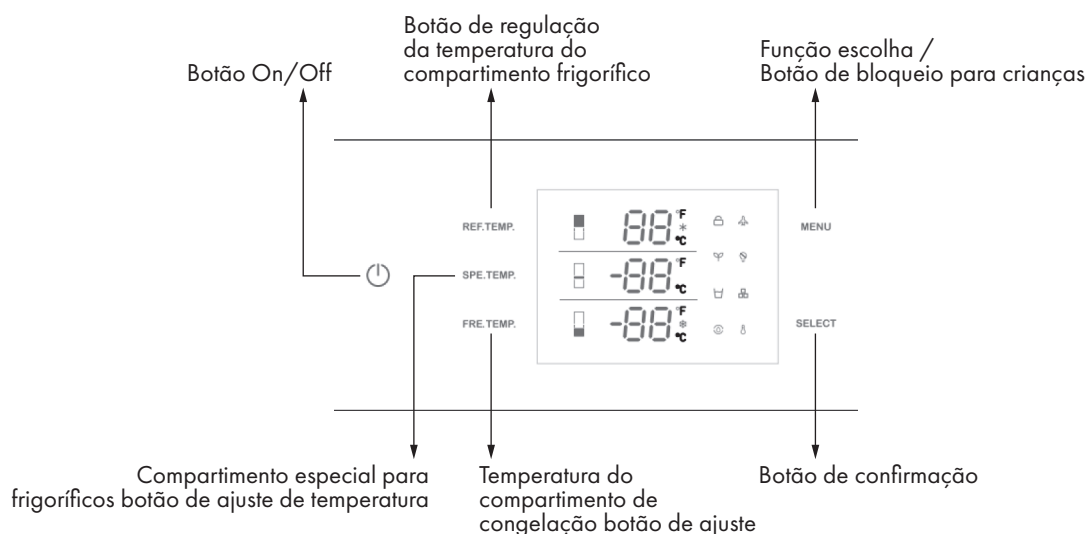 Botão On/Off
Botão de regulação
da temperatura do
compartimento frigorífico
Função escolha /
Botão de bloqueio para crianças
REF.TEMP.
SPE.TEMP.
FRE.TEMP.
88 °F °C
-88 °F °C
-88 °F °C
MENU
SELECT
Compartimento especial para
frigoríficos botão de ajuste de temperatura
Temperatura do
compartimento de
congelação botão de ajuste
Botão de confirmação